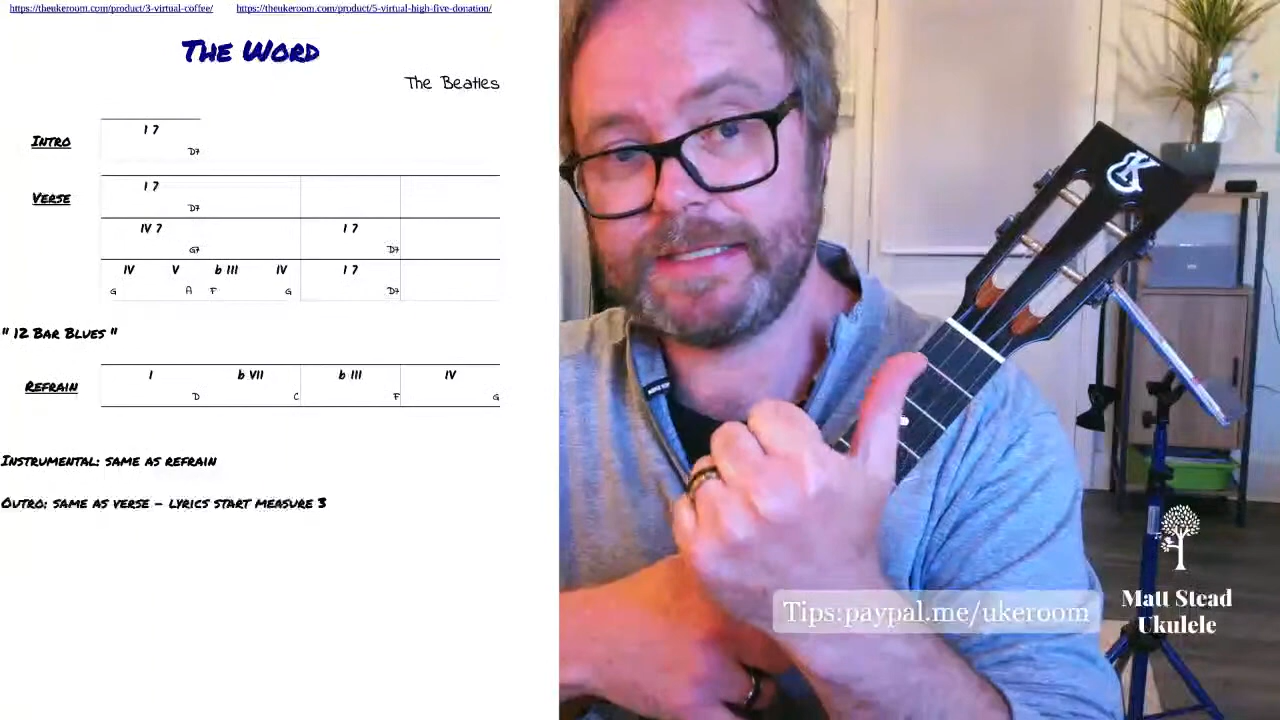 https://theukeroom.com/product/3-virtual-coffee/ https://theukeroom.com/product/5-virtual-high-five-donation/
The Word
The Beatles
Intro
I 7
D7
Verse
I 7
D7
IV 7 I 7
G7 D7
IV V b III IV I 7
G A F G D7
" 12 Bar Blues "
Refrain
I b VII b III IV
D C F G
Instrumental: same as refrain
Outro: same as verse – lyrics start measure 3
K
Tips:paypal.me/ukeroom
Matt Stead
Ukulele